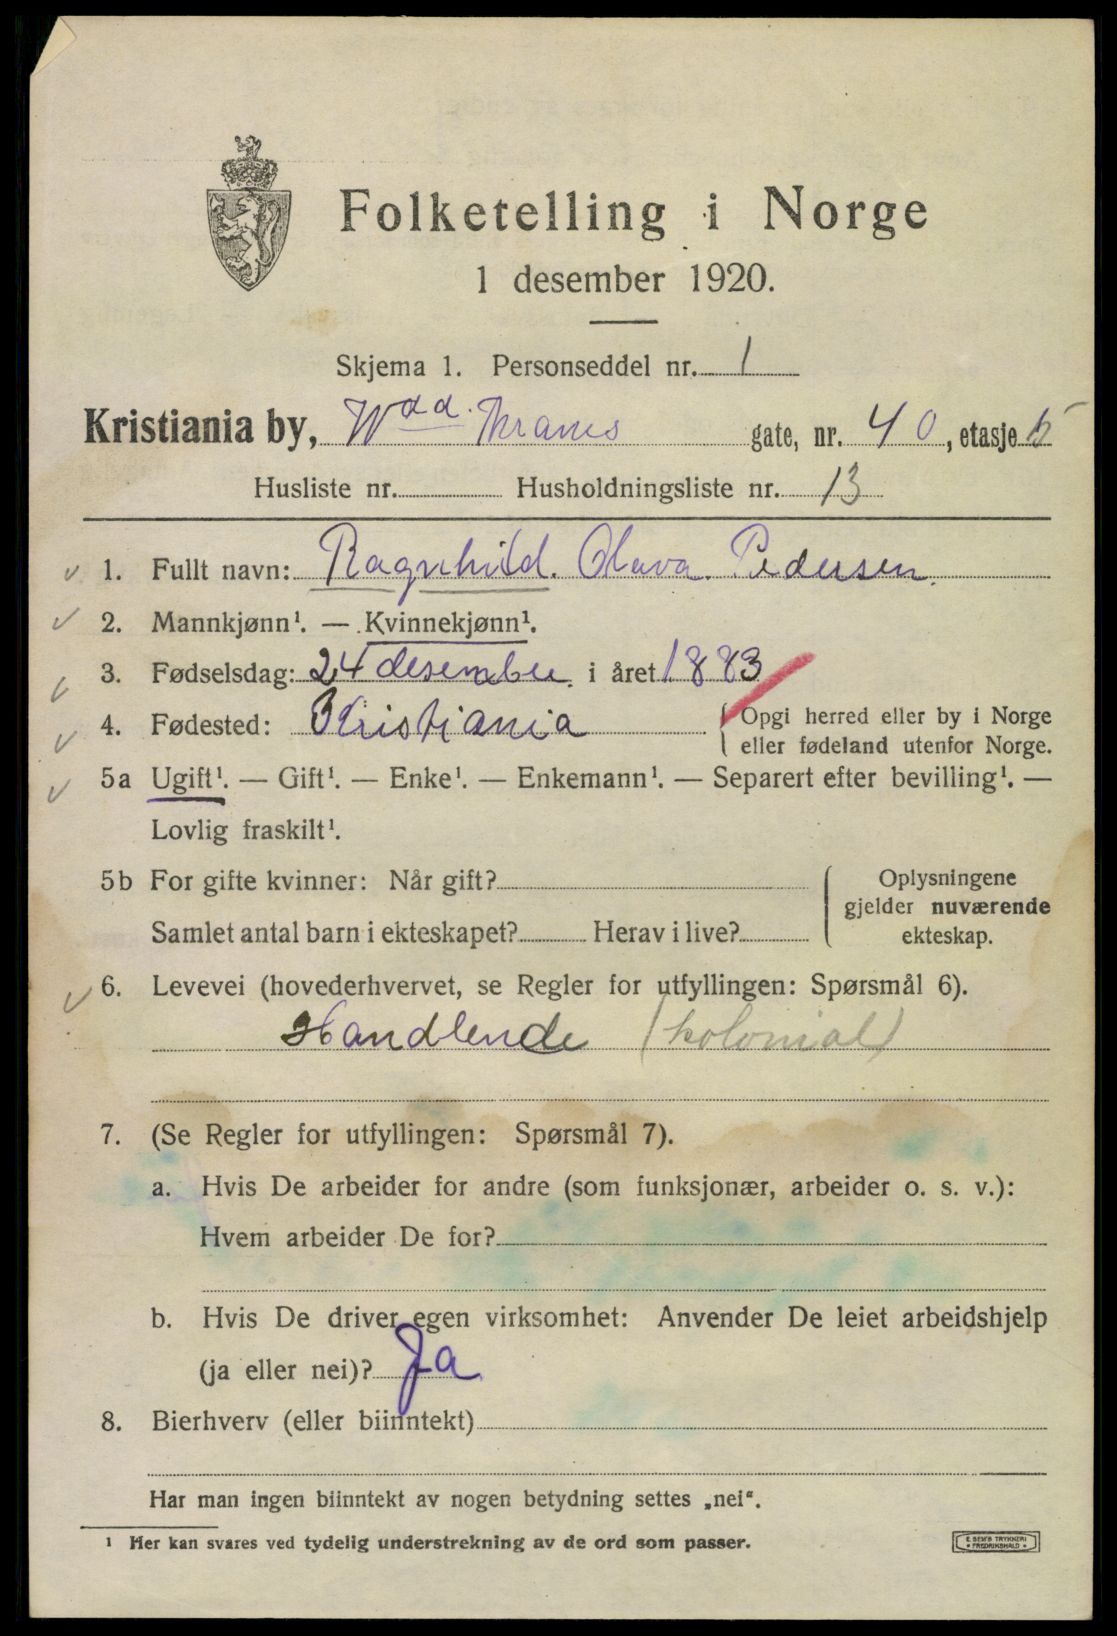 Folketelling i Norge
1 desember 1920.
Skjema 1. Personseddel nr. 1
Kristiania by, Wdd. Thranes gate, nr. 40, etasje 5
Husliste nr. Husholdningsliste nr. 13
1. Fullt navn: Ragnhild. Olava. Pedersen.
2. Mannkjønn¹. — Kvinnekjønn¹.
3. Fødselsdag: 24 desember. i året 1883
4. Fødested: Kristiania { Opgi herred eller by i Norge
eller fødeland utenfor Norge.
5a Ugift¹. — Gift¹. — Enke¹. — Enkemann¹. — Separert efter bevilling¹. —
Lovlig fraskilt¹.
5b For gifte kvinner: Når gift? Oplysningene
gjelder nuværende
Samlet antal barn i ekteskapet? Herav i live? ekteskap.
6. Levevei (hovederhvervet, se Regler for utfyllingen: Spørsmål 6).
Handlende (kolonial)
7. (Se Regler for utfyllingen: Spørsmål 7).
a. Hvis De arbeider for andre (som funksjonær, arbeider o. s. v.):
Hvem arbeider De for?
b. Hvis De driver egen virksomhet: Anvender De leiet arbeidshjelp
(ja eller nei)? Ja
8. Bierhverv (eller biinntekt)
Har man ingen biinntekt av nogen betydning settes „nei“.
¹ Her kan svares ved tydelig understrekning av de ord som passer.
E SEM'S TRYKKERI
• FREDRIKSHALD •